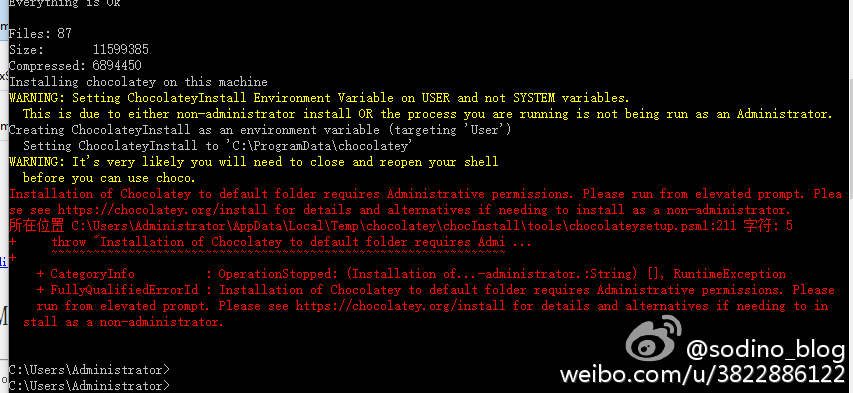 Everything is Ok
Files: 87
Size:       11599385
Compressed: 6894450
Installing chocolatey on this machine
WARNING: Setting ChocolateyInstall Environment Variable on USER and not SYSTEM variables.
  This is due to either non-administrator install OR the process you are running is not being run as an Administrator.
Creating ChocolateyInstall as an environment variable (targeting 'User')
  Setting ChocolateyInstall to 'C:\ProgramData\chocolatey'
WARNING: It's very likely you will need to close and reopen your shell
  before you can use choco.
Installation of Chocolatey to default folder requires Administrative permissions. Please run from elevated prompt. Plea
se see https://chocolatey.org/install for details and alternatives if needing to install as a non-administrator.
所在位置 C:\Users\Administrator\AppData\Local\Temp\chocolatey\chocInstall\tools\chocolateysetup.psm1:211 字符: 5
+     throw "Installation of Chocolatey to default folder requires Admi ...
+     ~~~~~~~~~~~~~~~~~~~~~~~~~~~~~~~~~~~~~~~~~~~~~~~~~~~~~~~~~
    + CategoryInfo          : OperationStopped: (Installation of...-administrator.:String) [], RuntimeException
    + FullyQualifiedErrorId : Installation of Chocolatey to default folder requires Administrative permissions. Please
    run from elevated prompt. Please see https://chocolatey.org/install for details and alternatives if needing to in
  stall as a non-administrator.
C:\Users\Administrator>
C:\Users\Administrator>
@sodino_blog
weibo.com/u/3822886122